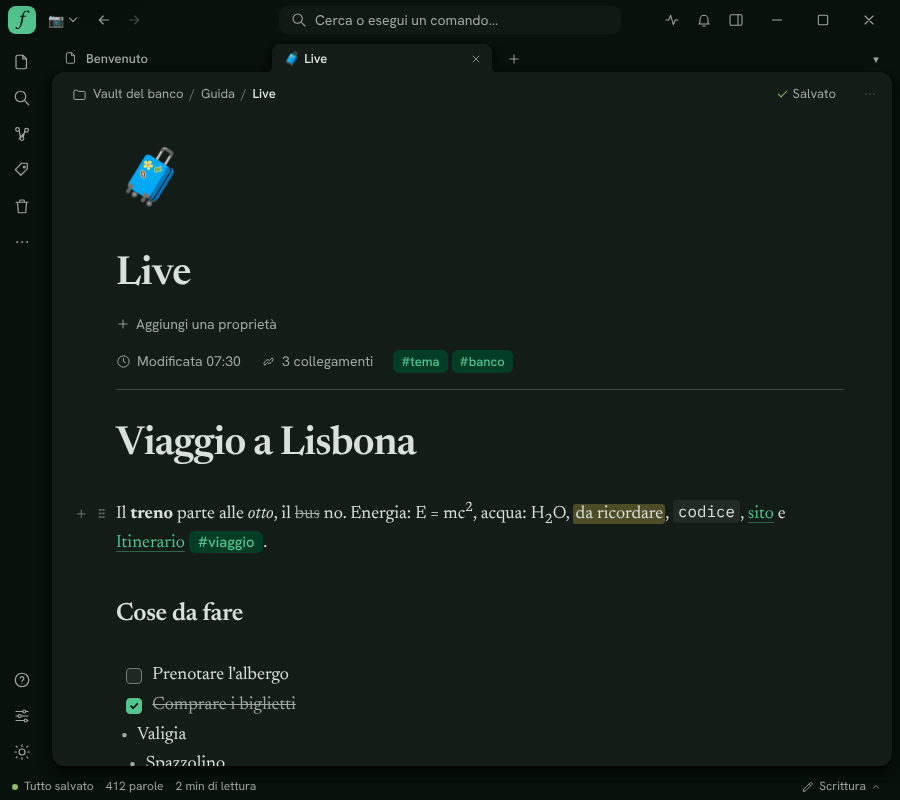 f
Cerca o esegui un comando...
Benvenuto
Live
Vault del banco / Guida / Live
Salvato
Live
Aggiungi una proprietà
Modificata 07:30
3 collegamenti
#tema
#banco
Viaggio a Lisbona
Il treno parte alle otto, il bus no. Energia: E = mc², acqua: H₂O, da ricordare, codice, sito e
Itinerario #viaggio.
Cose da fare
Prenotare l'albergo
Comprare i biglietti
• Valigia
• Spazzolino
Tutto salvato
412 parole
2 min di lettura
Scrittura